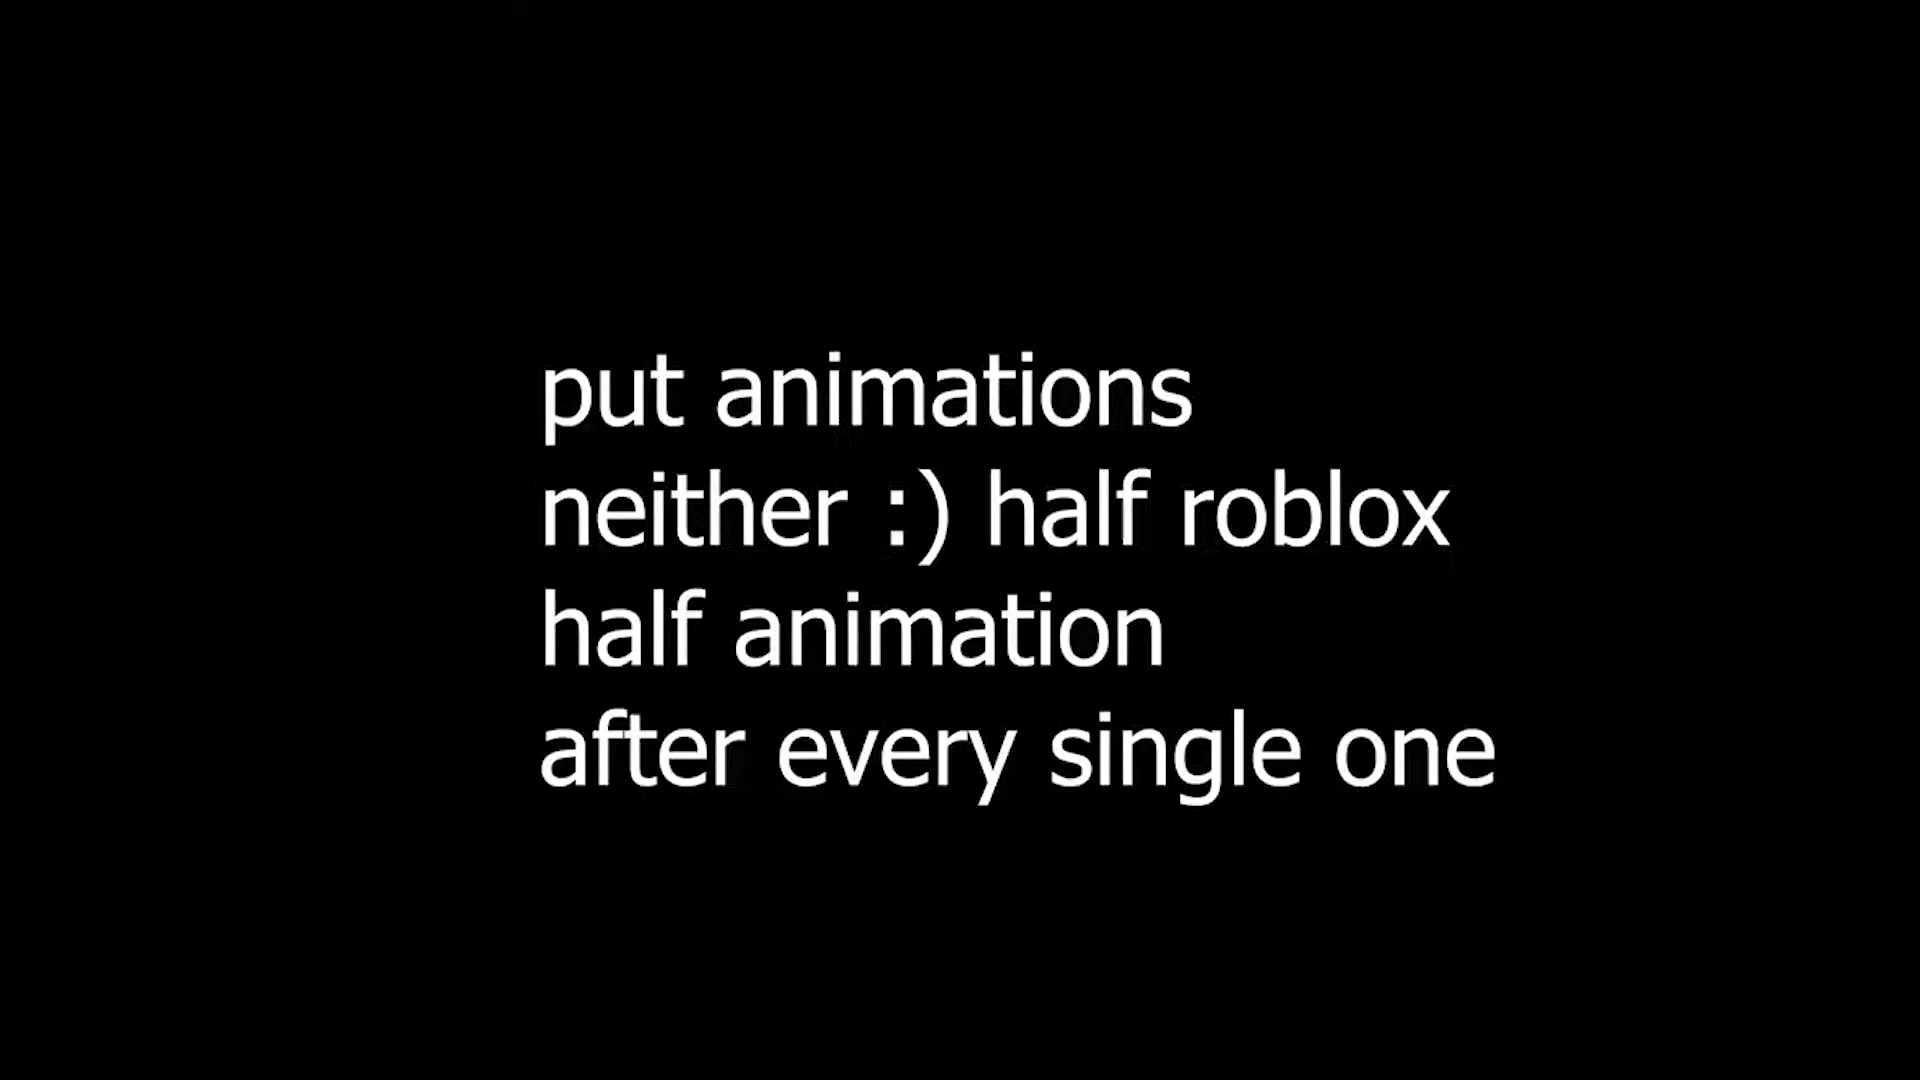 put animations
neither :) half roblox
half animation
after every single one